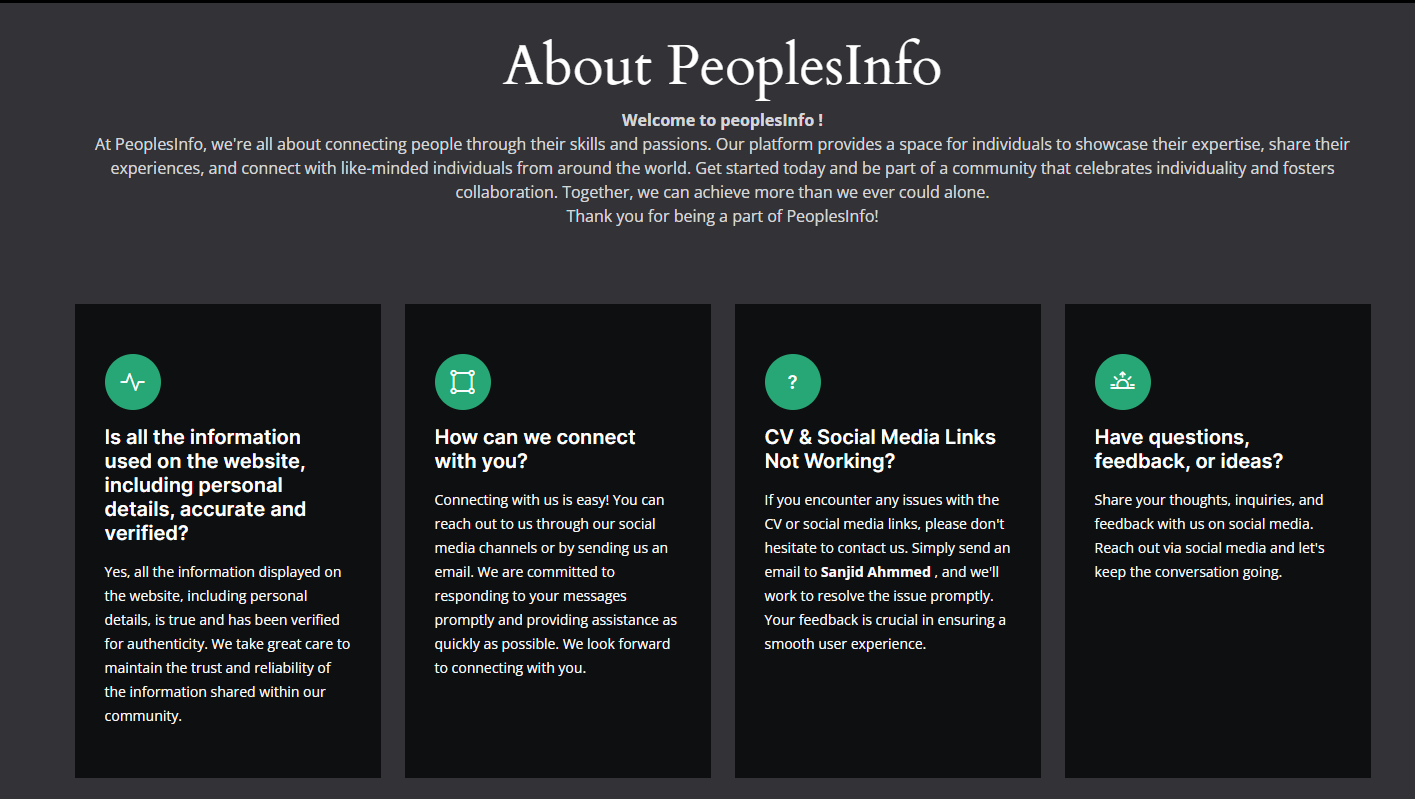 About PeoplesInfo
Welcome to peoplesInfo !
At PeoplesInfo, we're all about connecting people through their skills and passions. Our platform provides a space for individuals to showcase their expertise, share their
experiences, and connect with like-minded individuals from around the world. Get started today and be part of a community that celebrates individuality and fosters
collaboration. Together, we can achieve more than we ever could alone.
Thank you for being a part of PeoplesInfo!
Is all the information
used on the website,
including personal
details, accurate and
verified?
Yes, all the information displayed on
the website, including personal
details, is true and has been verified
for authenticity. We take great care to
maintain the trust and reliability of
the information shared within our
community.
How can we connect
with you?
Connecting with us is easy! You can
reach out to us through our social
media channels or by sending us an
email. We are committed to
responding to your messages
promptly and providing assistance as
quickly as possible. We look forward
to connecting with you.
?
CV & Social Media Links
Not Working?
If you encounter any issues with the
CV or social media links, please don't
hesitate to contact us. Simply send an
email to Sanjid Ahmmed , and we'll
work to resolve the issue promptly.
Your feedback is crucial in ensuring a
smooth user experience.
Have questions,
feedback, or ideas?
Share your thoughts, inquiries, and
feedback with us on social media.
Reach out via social media and let's
keep the conversation going.